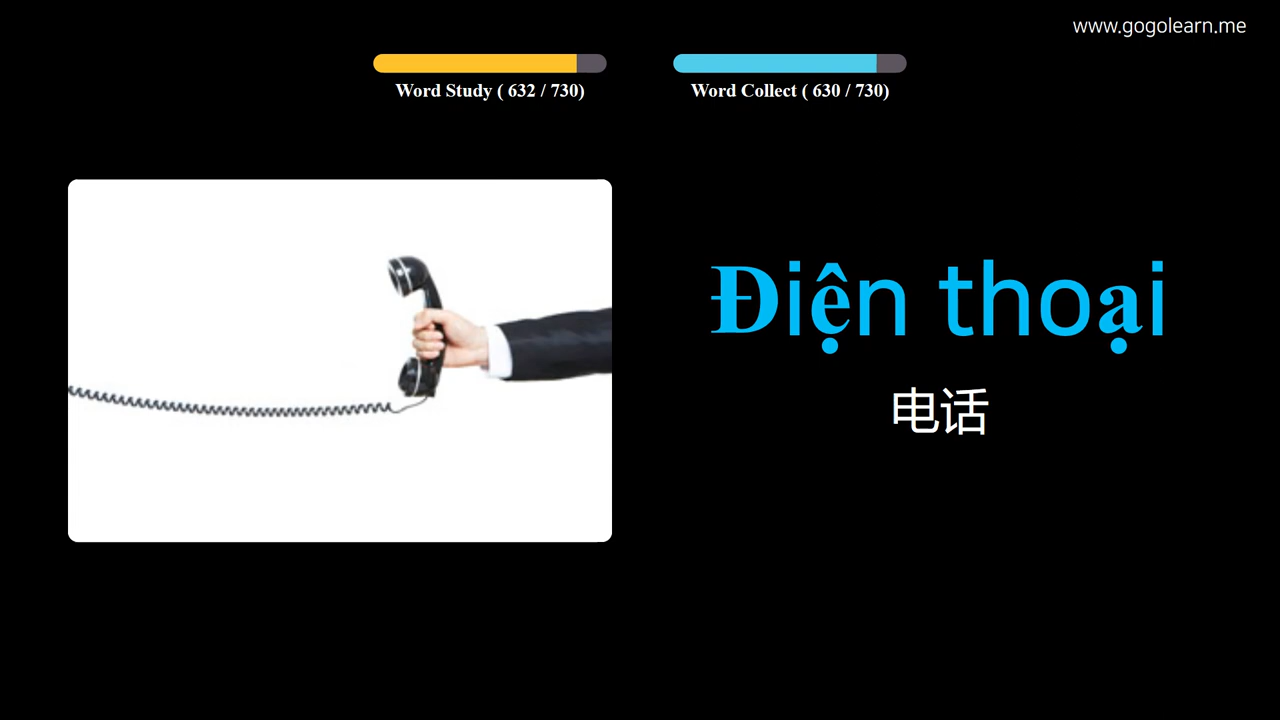 www.gogolearn.me
Word Study ( 632 / 730)
Word Collect ( 630 / 730)
Điện thoại
电话